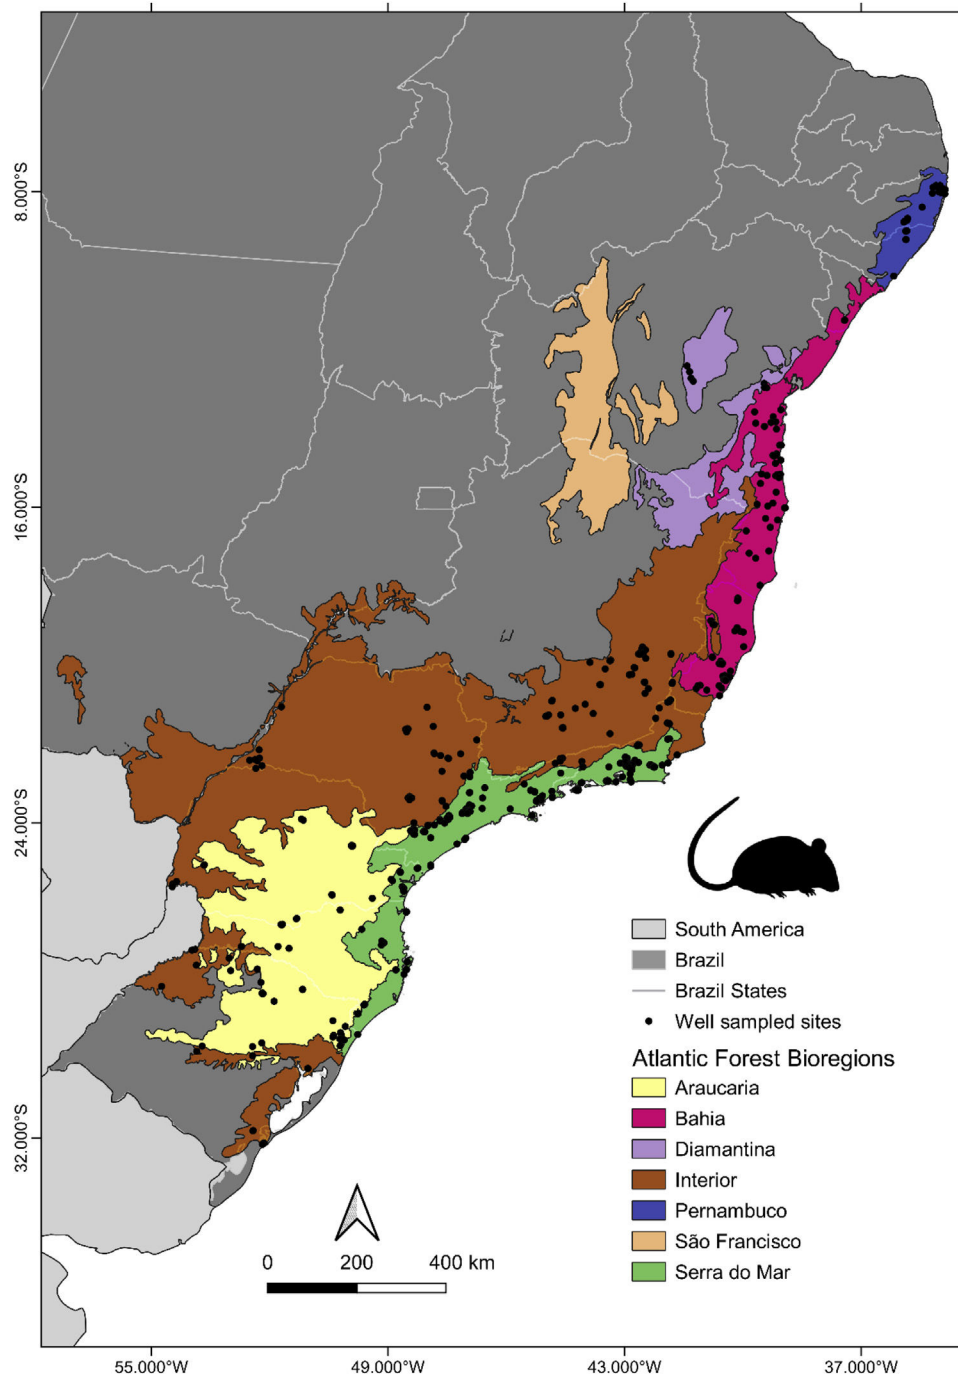 8.000°S
16.000°S
24.000°S
32.000°S
South America
Brazil
Brazil States
Well sampled sites
Atlantic Forest Bioregions
Araucaria
Bahia
Diamantina
Interior
Pernambuco
São Francisco
Serra do Mar
0 200 400 km
55.000°W 49.000°W 43.000°W 37.000°W